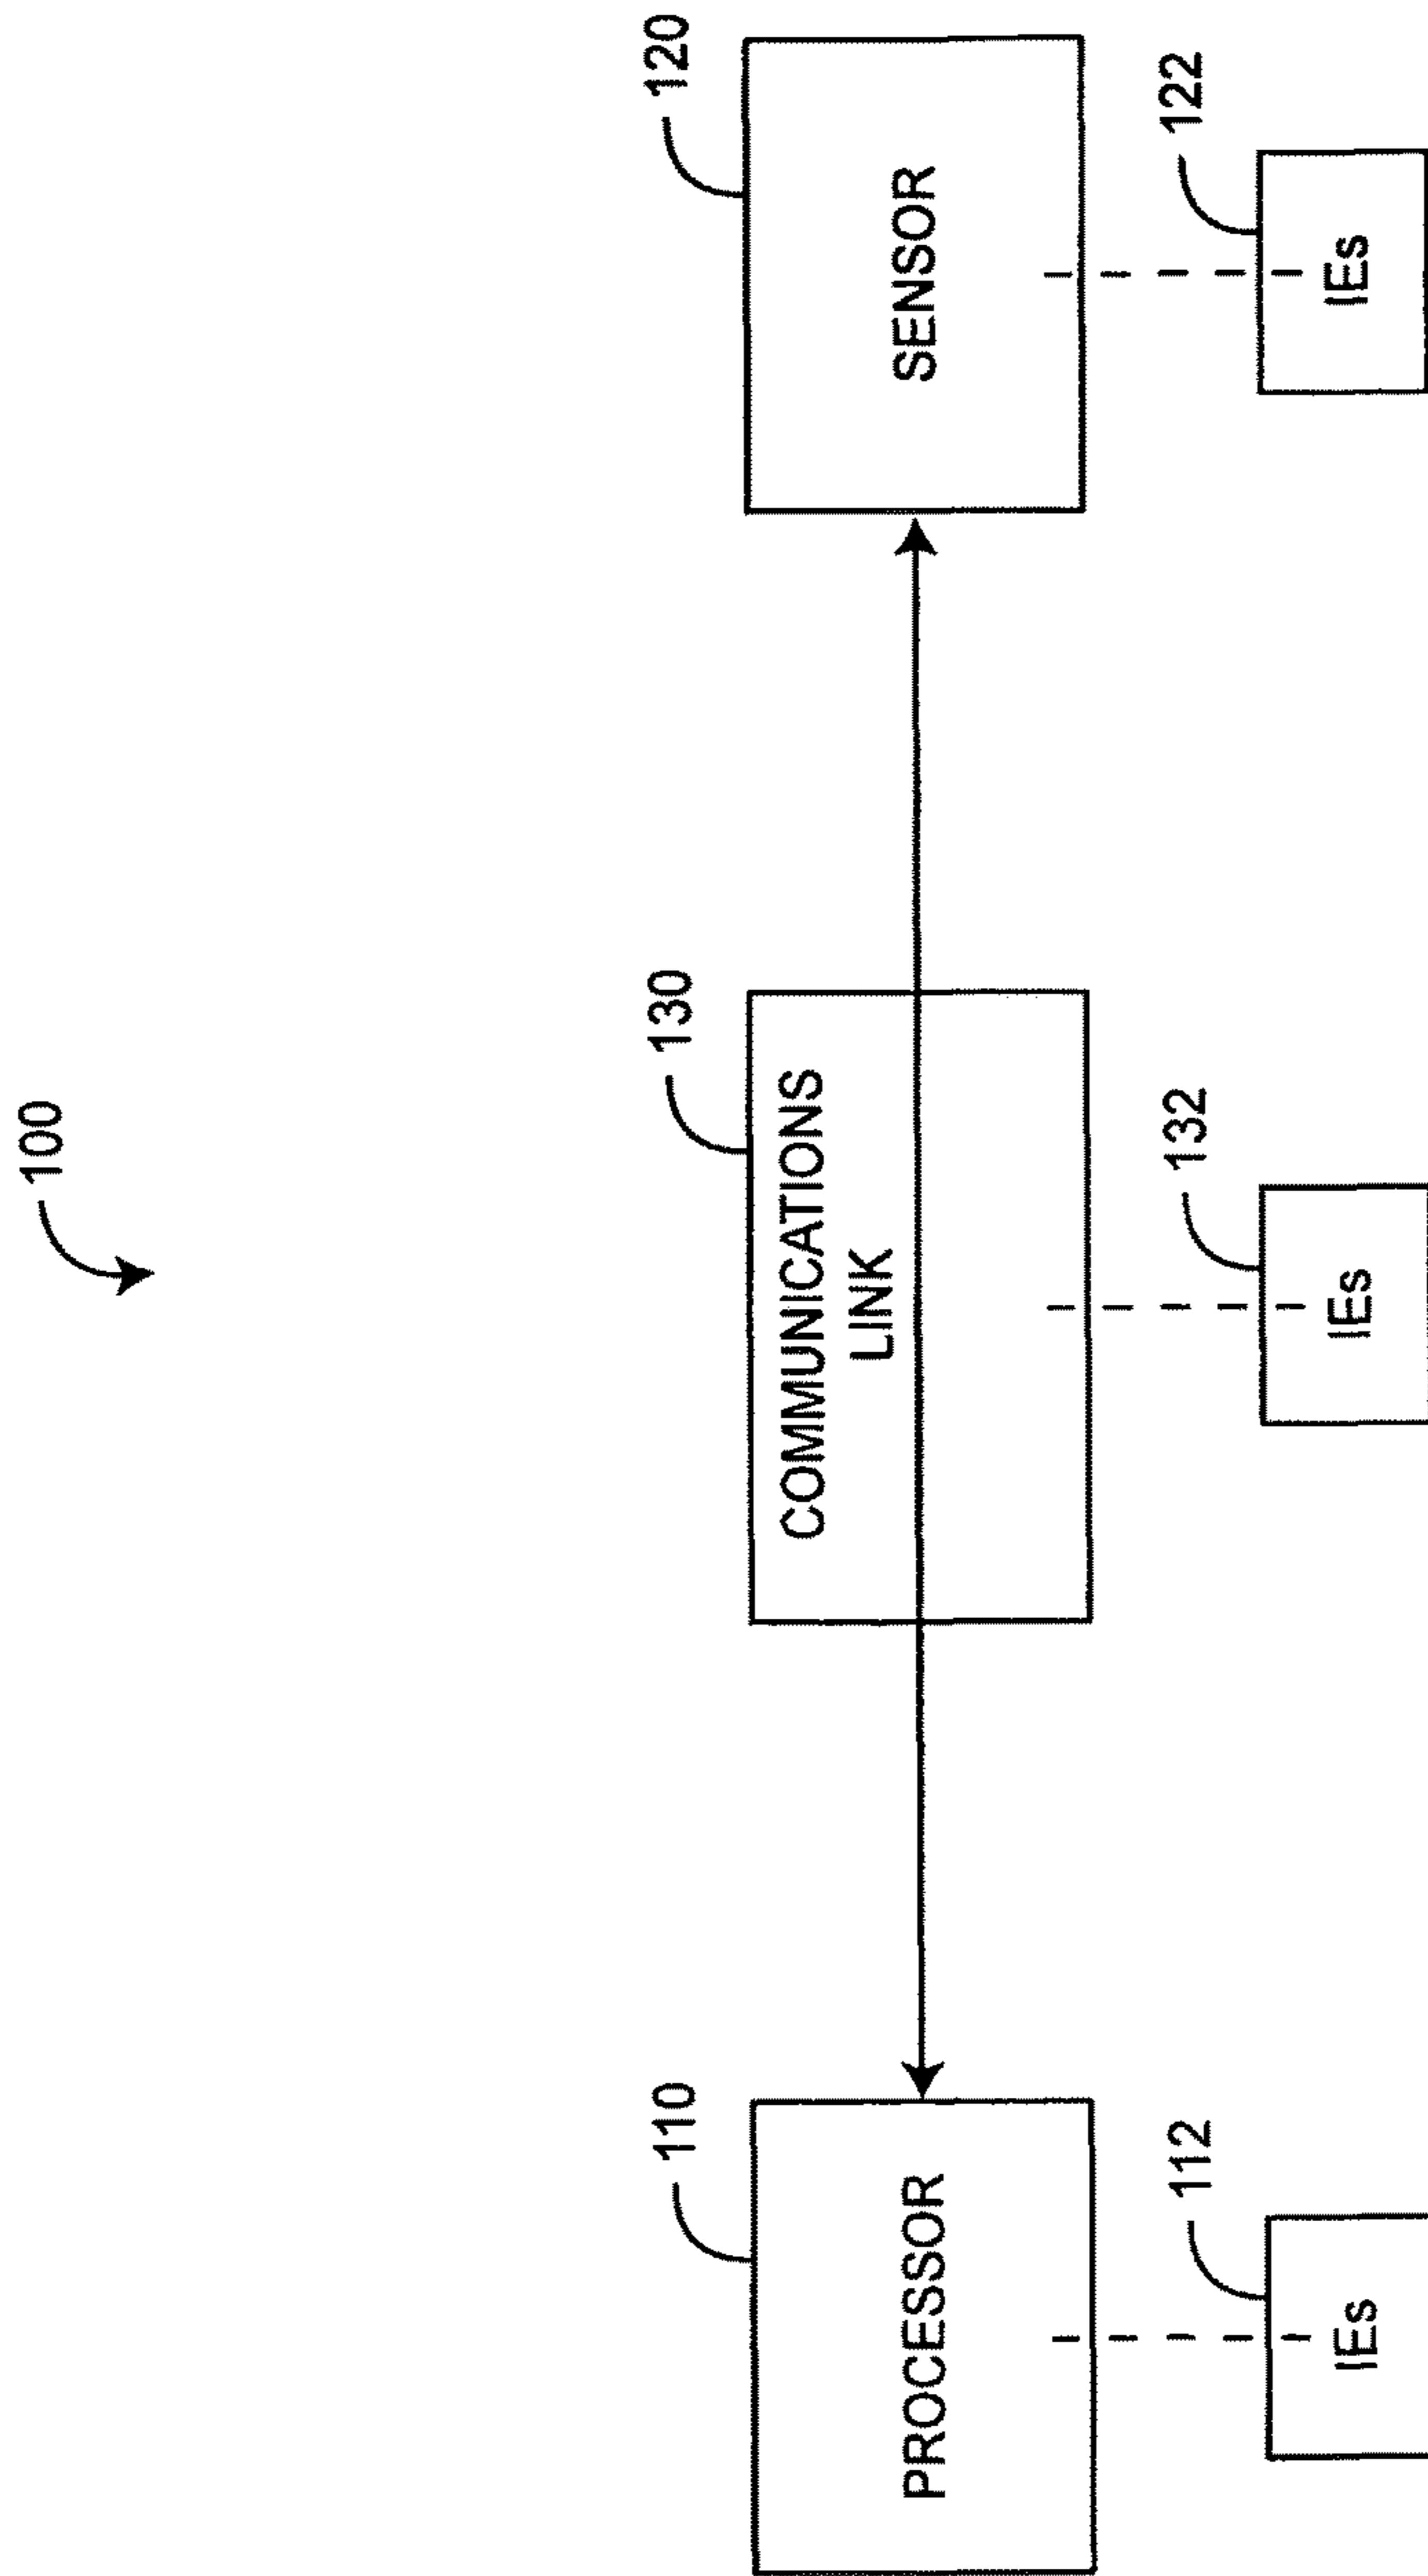 100
110
130
120
PROCESSOR
COMMUNICATIONS
LINK
SENSOR
112
132
122
IEs
IEs
IEs